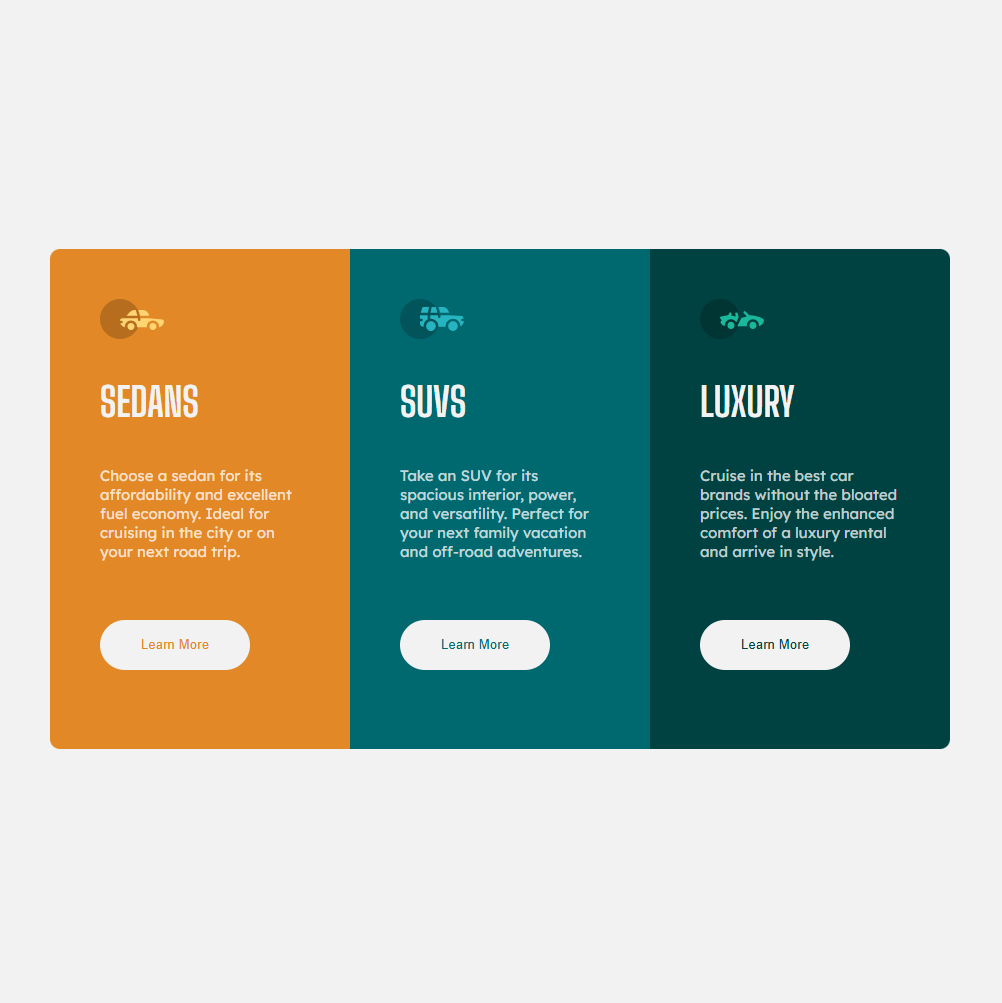 SEDANS
Choose a sedan for its
affordability and excellent
fuel economy. Ideal for
cruising in the city or on
your next road trip.
Learn More
SUVS
Take an SUV for its
spacious interior, power,
and versatility. Perfect for
your next family vacation
and off-road adventures.
Learn More
LUXURY
Cruise in the best car
brands without the bloated
prices. Enjoy the enhanced
comfort of a luxury rental
and arrive in style.
Learn More